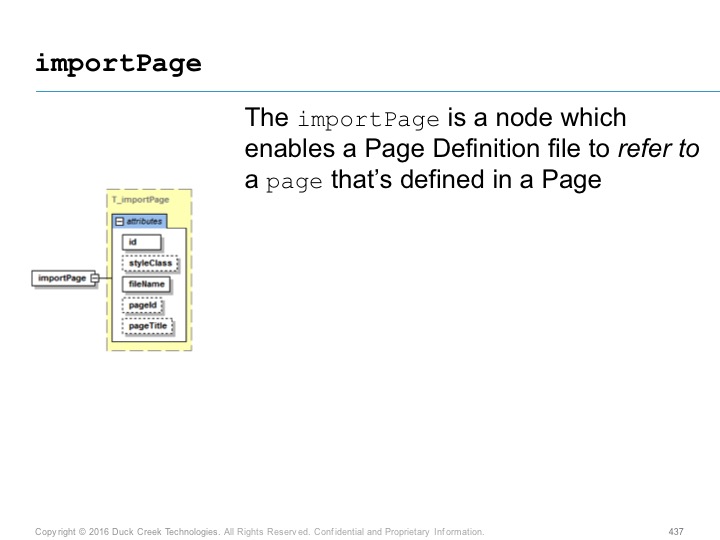 importPage
The importPage is a node which
enables a Page Definition file to refer to
a page that's defined in a Page
T_importPage
attributes
id
styleClass
importPage
fileName
pageId
pageTitle
Copyright © 2016 Duck Creek Technologies. All Rights Reserved. Confidential and Proprietary Information.
437